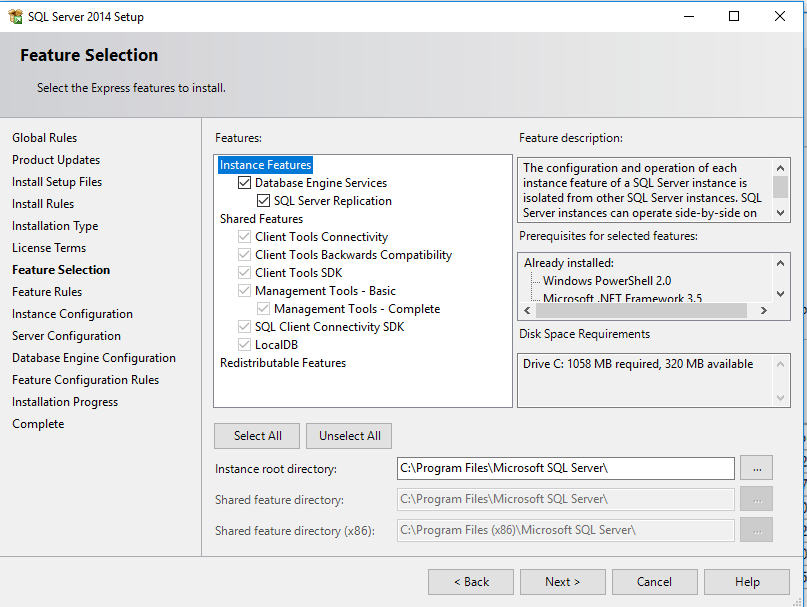 SQL Server 2014 Setup
Feature Selection
Select the Express features to install.
Global Rules
Product Updates
Install Setup Files
Install Rules
Installation Type
License Terms
Feature Selection
Feature Rules
Instance Configuration
Server Configuration
Database Engine Configuration
Feature Configuration Rules
Installation Progress
Complete
Features:
Instance Features
Database Engine Services
SQL Server Replication
Shared Features
Client Tools Connectivity
Client Tools Backwards Compatibility
Client Tools SDK
Management Tools - Basic
Management Tools - Complete
SQL Client Connectivity SDK
LocalDB
Redistributable Features
Feature description:
The configuration and operation of each
instance feature of a SQL Server instance is
isolated from other SQL Server instances. SQL
Server instances can operate side-by-side on
Prerequisites for selected features:
Already installed:
Windows PowerShell 2.0
Microsoft .NET Framework 3.5
Disk Space Requirements
Drive C: 1058 MB required, 320 MB available
Select All
Unselect All
Instance root directory:
C:\Program Files\Microsoft SQL Server\
...
Shared feature directory:
C:\Program Files\Microsoft SQL Server\
...
Shared feature directory (x86):
C:\Program Files (x86)\Microsoft SQL Server\
...
< Back
Next >
Cancel
Help